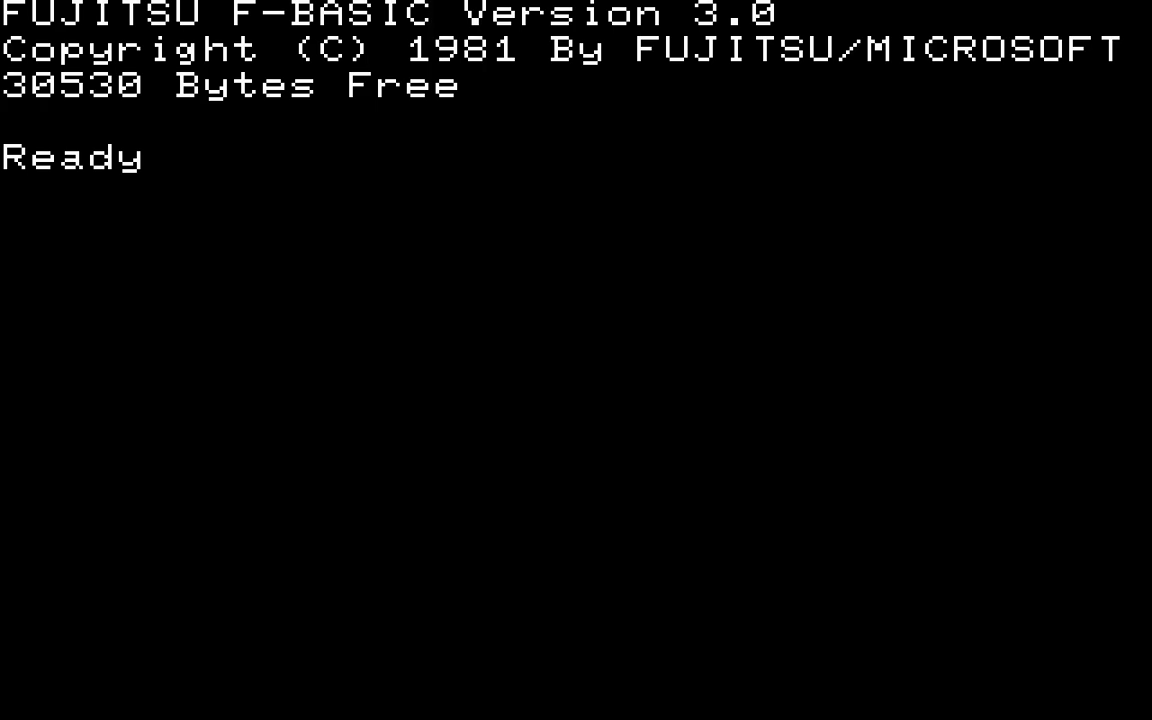 FUJITSU F-BASIC Version 3.0
Copyright (C) 1981 By FUJITSU/MICROSOFT
30530 Bytes Free
Ready